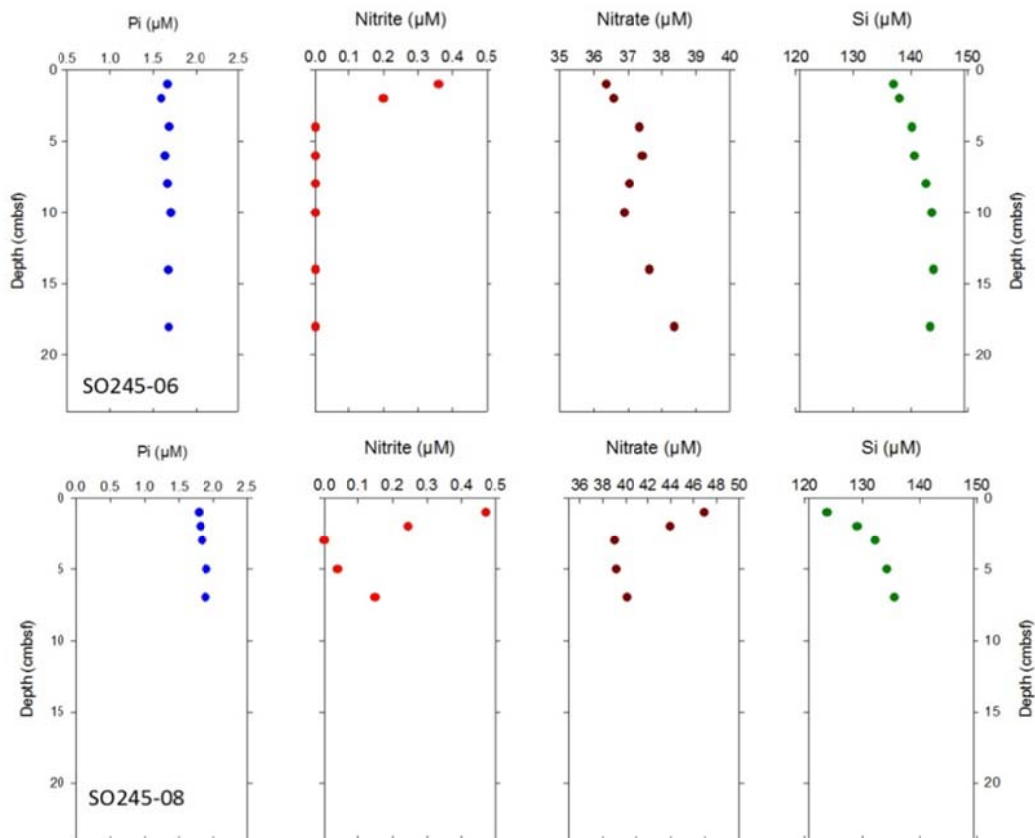 Pi (µM) Nitrite (µM) Nitrate (µM) Si (µM)
0.5 1.0 1.5 2.0 2.5 0.0 0.1 0.2 0.3 0.4 0.5 35 36 37 38 39 40 120 130 140 150
0 0
5 5
10 10
15 15
20 20
Depth (cmbsf) Depth (cmbsf)
SO245-06
Pi (µM) Nitrite (µM) Nitrate (µM) Si (µM)
0.0 0.5 1.0 1.5 2.0 2.5 0.0 0.1 0.2 0.3 0.4 0.5 36 38 40 42 44 46 48 50 120 130 140 150
0 0
5 5
10 10
15 15
20 20
Depth (cmbsf) Depth (cmbsf)
SO245-08